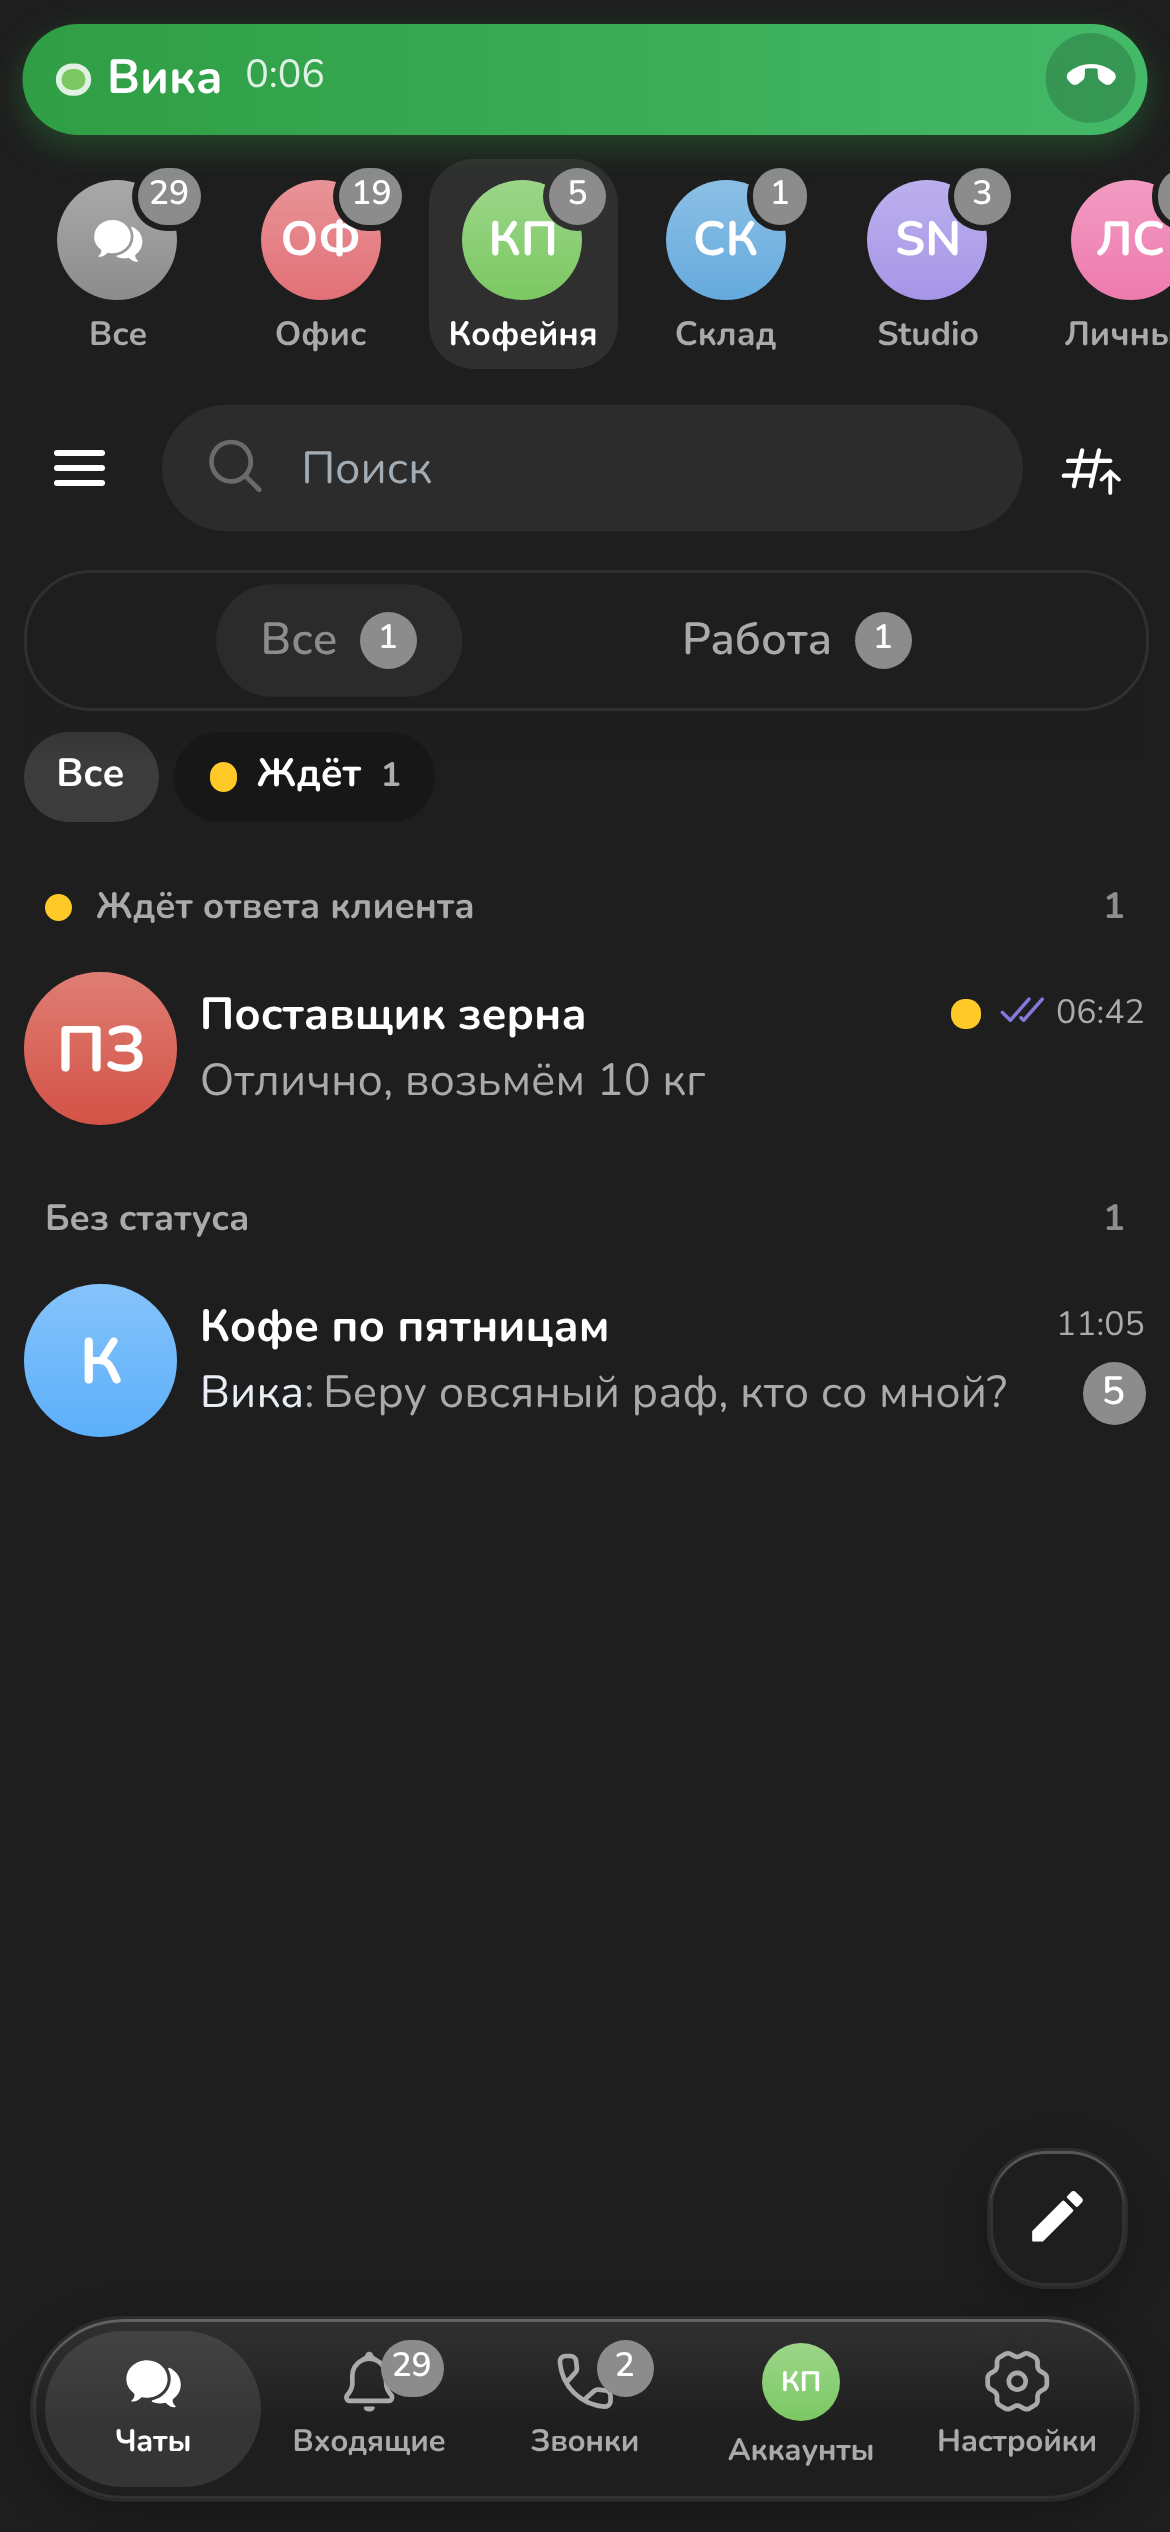 Вика 0:06
29 19 5 1 3
ОФ КП СК SN ЛС
Все Офис Кофейня Склад Studio Личны
Поиск
Все 1 Работа 1
Все Ждёт 1
Ждёт ответа клиента 1
ПЗ Поставщик зерна 06:42
Отлично, возьмём 10 кг
Без статуса 1
К Кофе по пятницам 11:05
Вика: Беру овсяный раф, кто со мной? 5
29 2 КП
Чаты Входящие Звонки Аккаунты Настройки